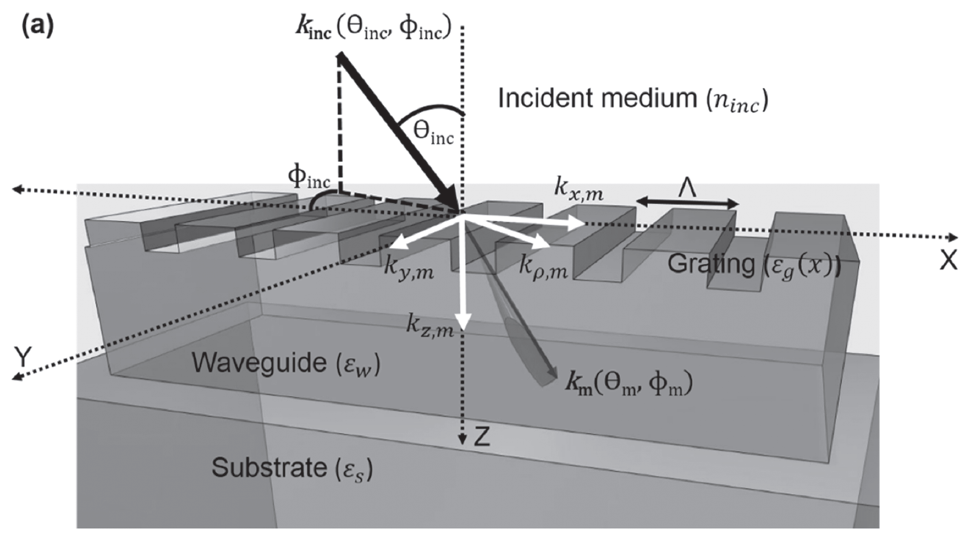 (a)
k_inc(θ_inc, ϕ_inc)
Incident medium (n_inc)
θ_inc
ϕ_inc
k_x,m
Λ
k_y,m
k_ρ,m
Grating (ε_g(x))
X
k_z,m
Y
Waveguide (ε_w)
k_m(θ_m, ϕ_m)
Z
Substrate (ε_s)